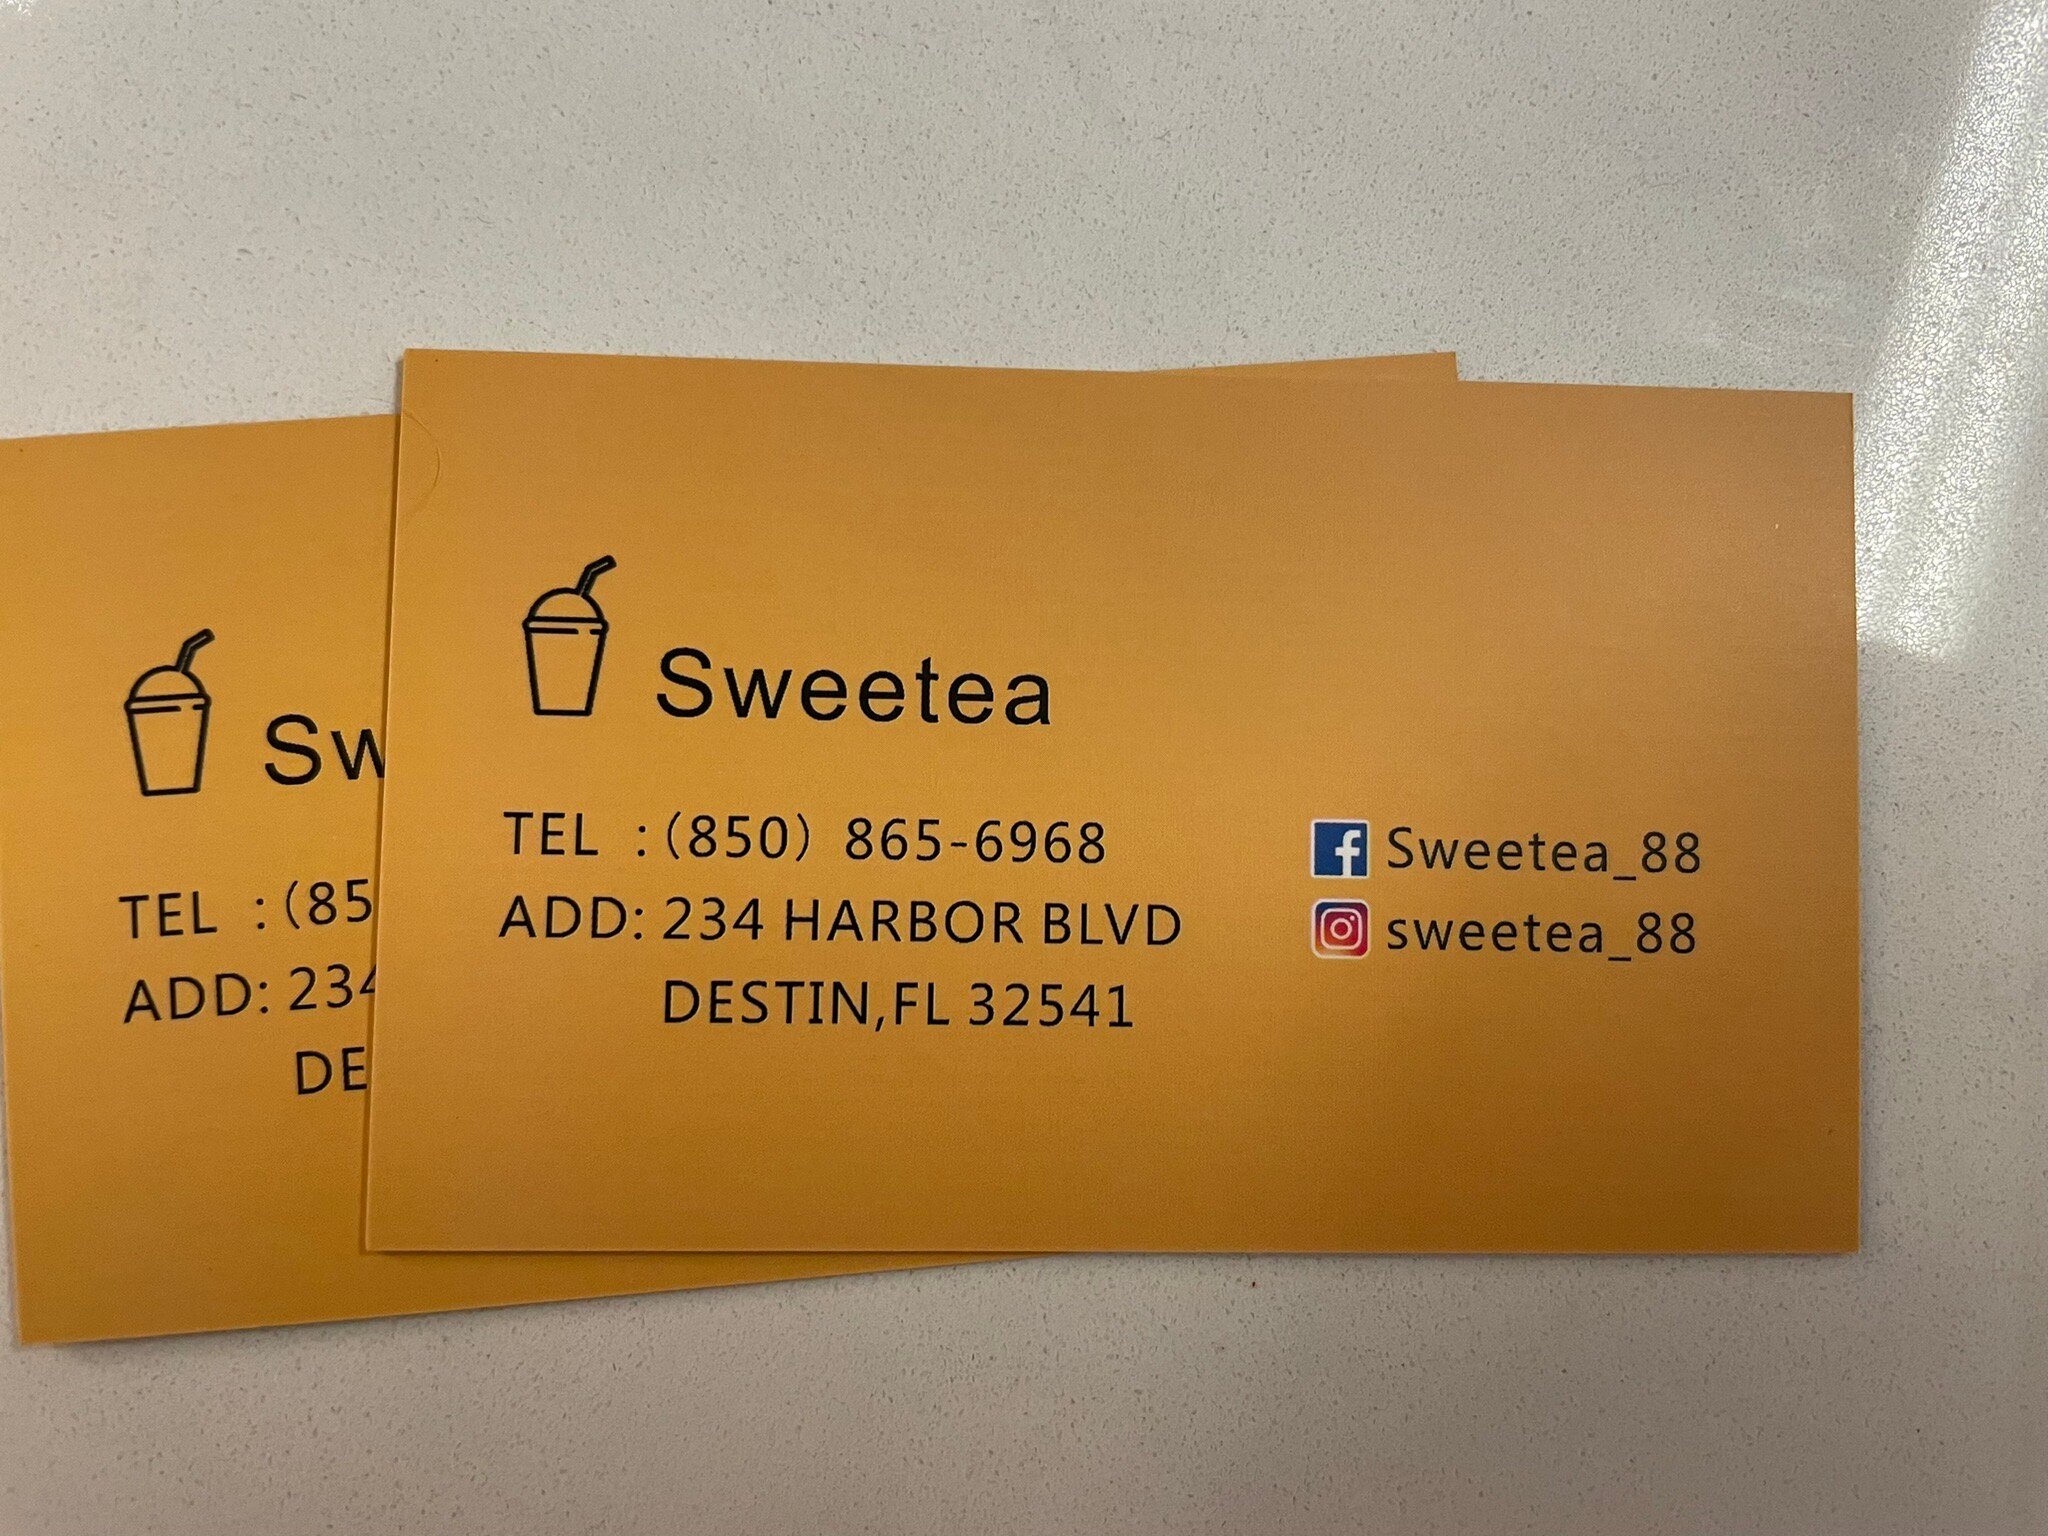 Sweetea
TEL :(850) 865-6968
ADD: 234 HARBOR BLVD
DESTIN,FL 32541
Sweetea_88
sweetea_88
Sw
TEL :(85
ADD: 234
DE